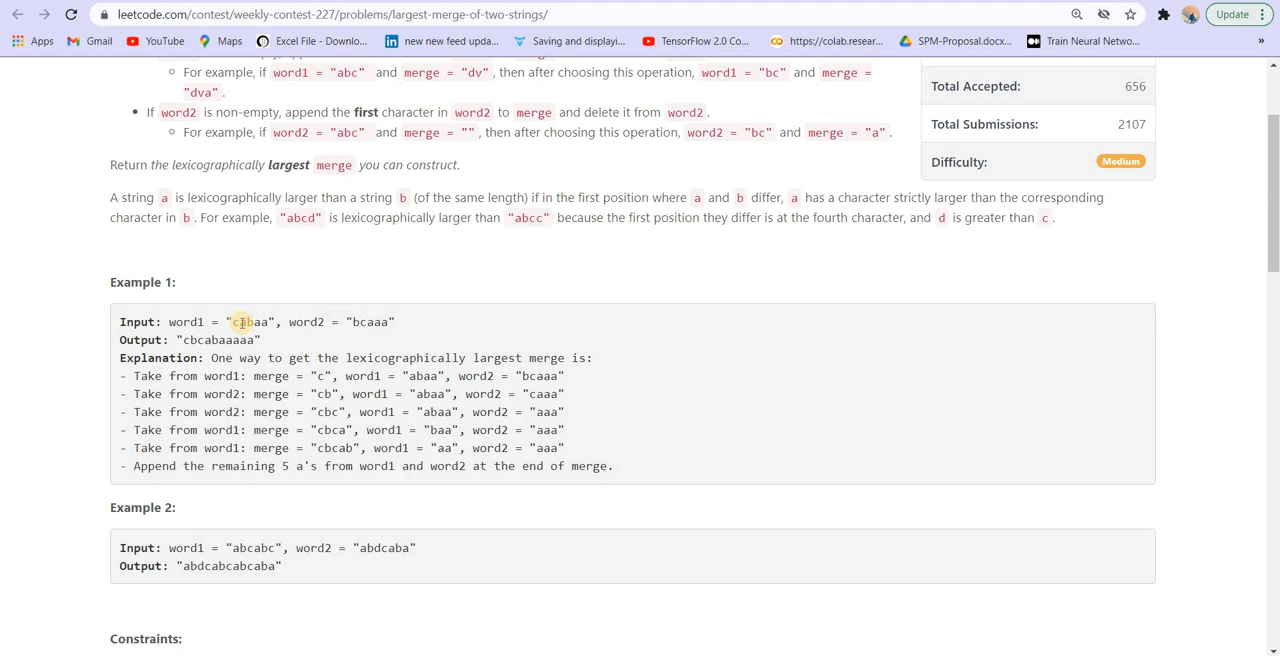 leetcode.com/contest/weekly-contest-227/problems/largest-merge-of-two-strings/
Update
Apps Gmail YouTube Maps Excel File - Downlo... new new feed upda... Saving and displayi... TensorFlow 2.0 Co... https://colab.resear... SPM-Proposal.docx... Train Neural Netwo... »
For example, if word1 = "abc" and merge = "dv", then after choosing this operation, word1 = "bc" and merge =
"dva".
If word2 is non-empty, append the first character in word2 to merge and delete it from word2.
For example, if word2 = "abc" and merge = "", then after choosing this operation, word2 = "bc" and merge = "a".
Return the lexicographically largest merge you can construct.
A string a is lexicographically larger than a string b (of the same length) if in the first position where a and b differ, a has a character strictly larger than the corresponding
character in b. For example, "abcd" is lexicographically larger than "abcc" because the first position they differ is at the fourth character, and d is greater than c.
Total Accepted: 656
Total Submissions: 2107
Difficulty: Medium
Example 1:
Input: word1 = "cabaa", word2 = "bcaaa"
Output: "cbcabaaaaa"
Explanation: One way to get the lexicographically largest merge is:
- Take from word1: merge = "c", word1 = "abaa", word2 = "bcaaa"
- Take from word2: merge = "cb", word1 = "abaa", word2 = "caaa"
- Take from word2: merge = "cbc", word1 = "abaa", word2 = "aaa"
- Take from word1: merge = "cbca", word1 = "baa", word2 = "aaa"
- Take from word1: merge = "cbcab", word1 = "aa", word2 = "aaa"
- Append the remaining 5 a's from word1 and word2 at the end of merge.
Example 2:
Input: word1 = "abcabc", word2 = "abdcaba"
Output: "abdcabcabcaba"
Constraints: